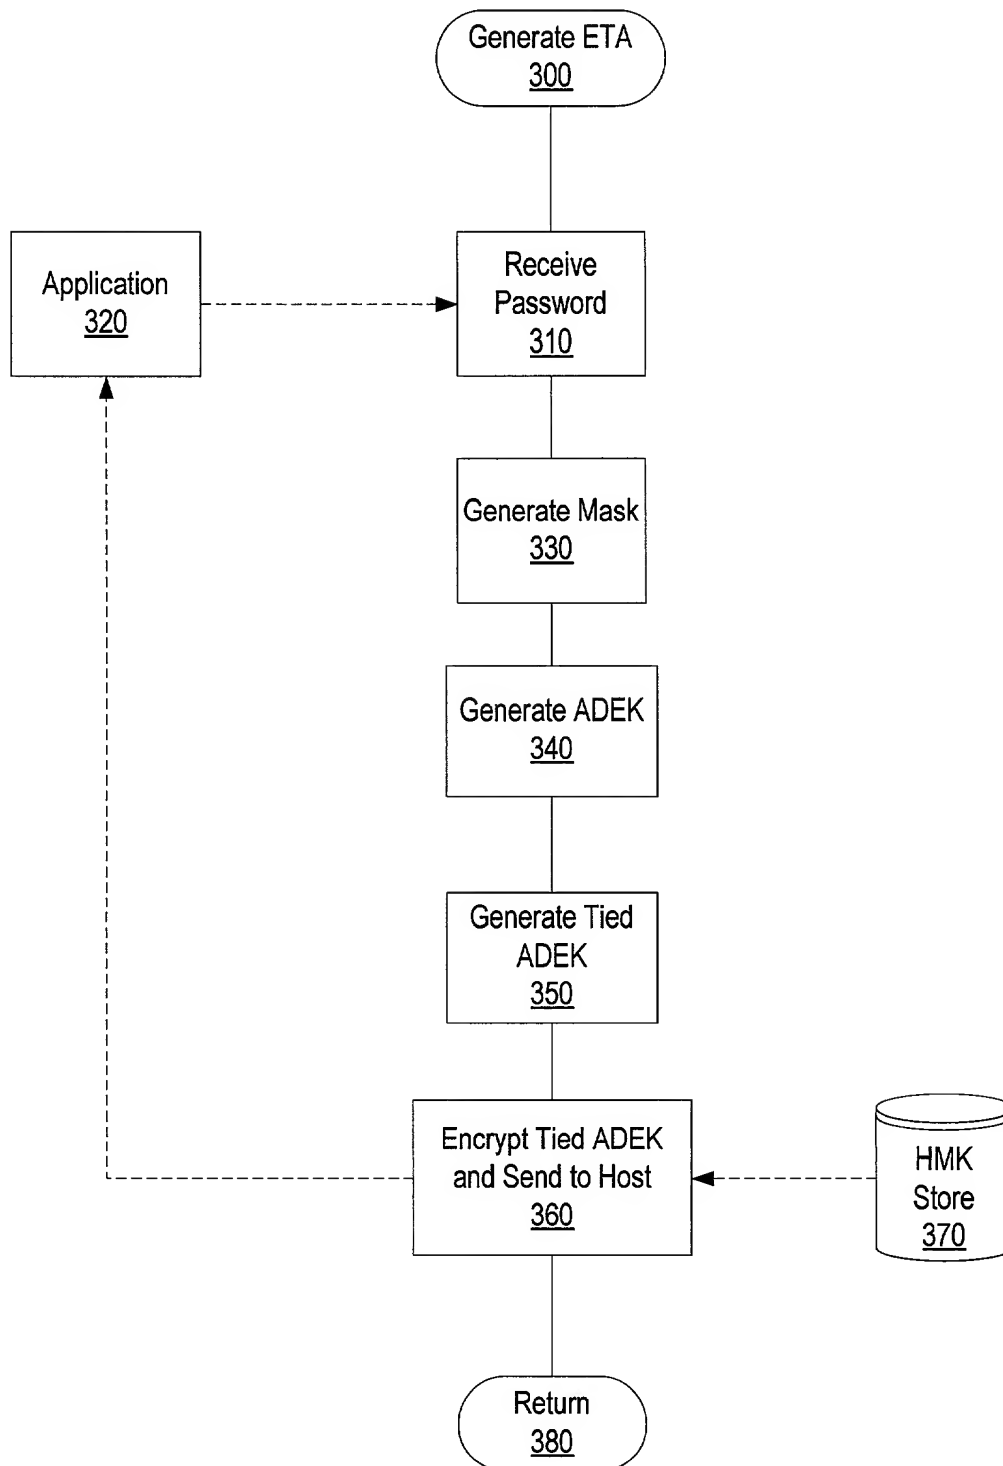 Generate ETA
300
Application
320
Receive
Password
310
Generate Mask
330
Generate ADEK
340
Generate Tied
ADEK
350
Encrypt Tied ADEK
and Send to Host
360
HMK
Store
370
Return
380